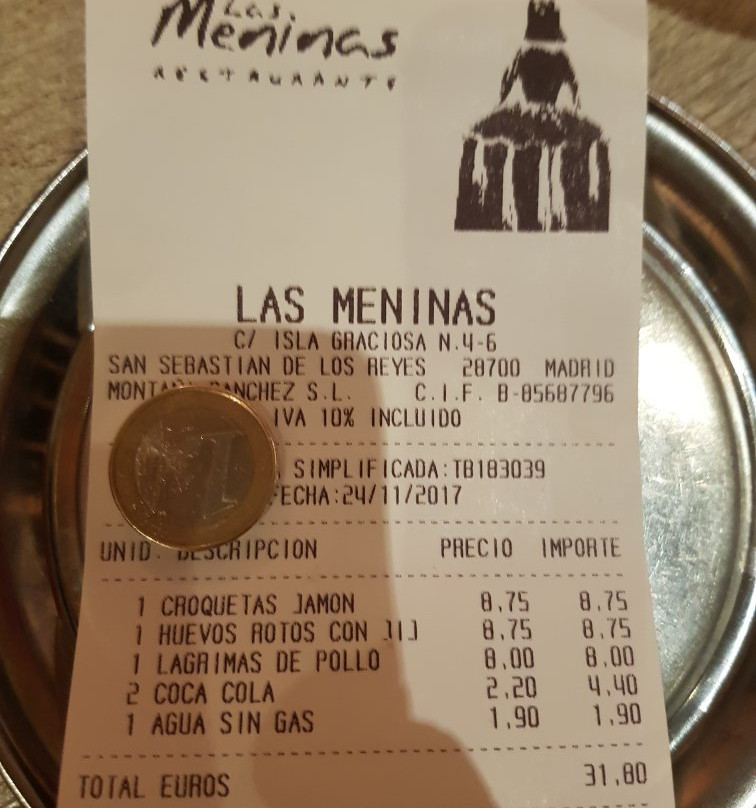 Las
Meninas
RESTAURANTE
LAS MENINAS
C/ ISLA GRACIOSA N.4-6
SAN SEBASTIAN DE LOS REYES 28700 MADRID
SANCHEZ S.L. C.I.F. B-85687796
IVA 10% INCLUIDO
SIMPLIFICADA:TB183039
FECHA:24/11/2017
UNID. DESCRIPCION PRECIO IMPORTE
1 CROQUETAS JAMON 8,75 8,75
1 HUEVOS ROTOS CON JIJ 8,75 8,75
1 LAGRIMAS DE POLLO 8,00 8,00
2 COCA COLA 2,20 4,40
1 AGUA SIN GAS 1,90 1,90
TOTAL EUROS 31,80